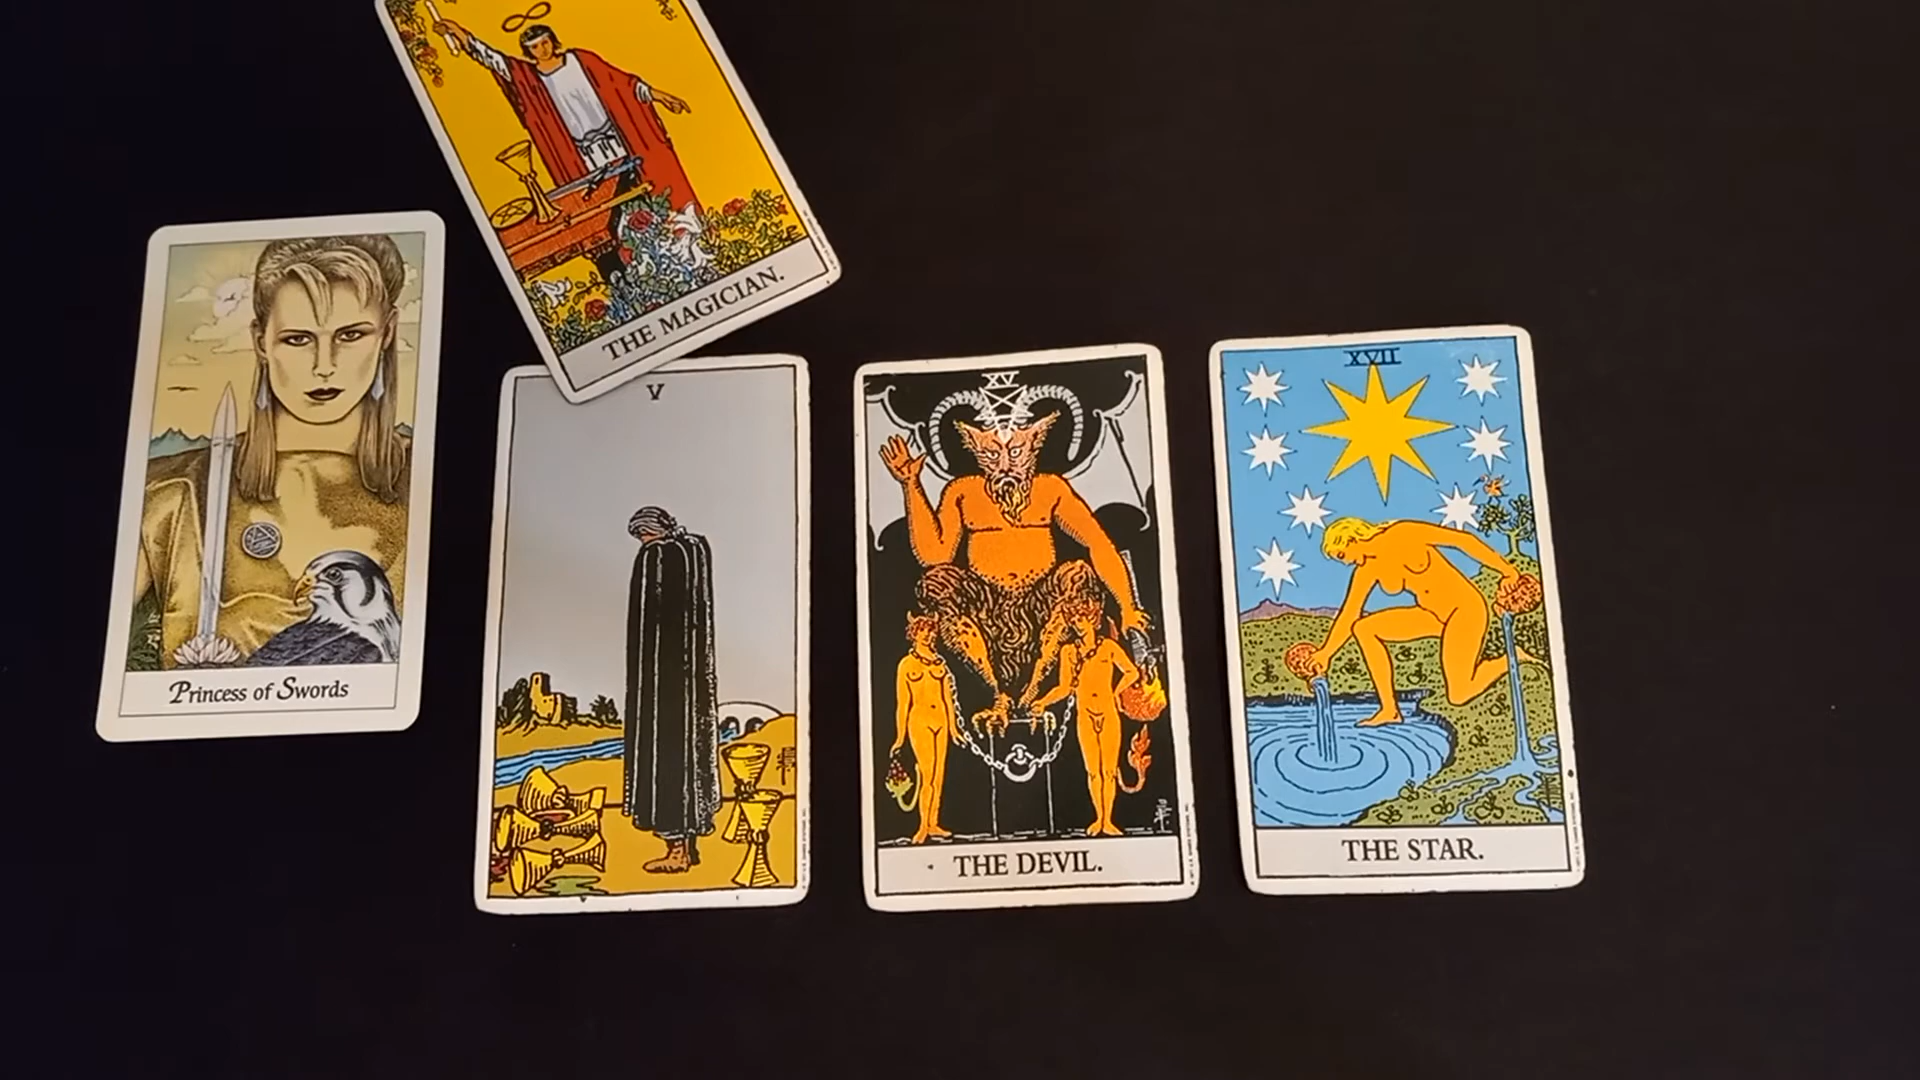 THE MAGICIAN.
Princess of Swords
V
XV
THE DEVIL.
XVII
THE STAR.